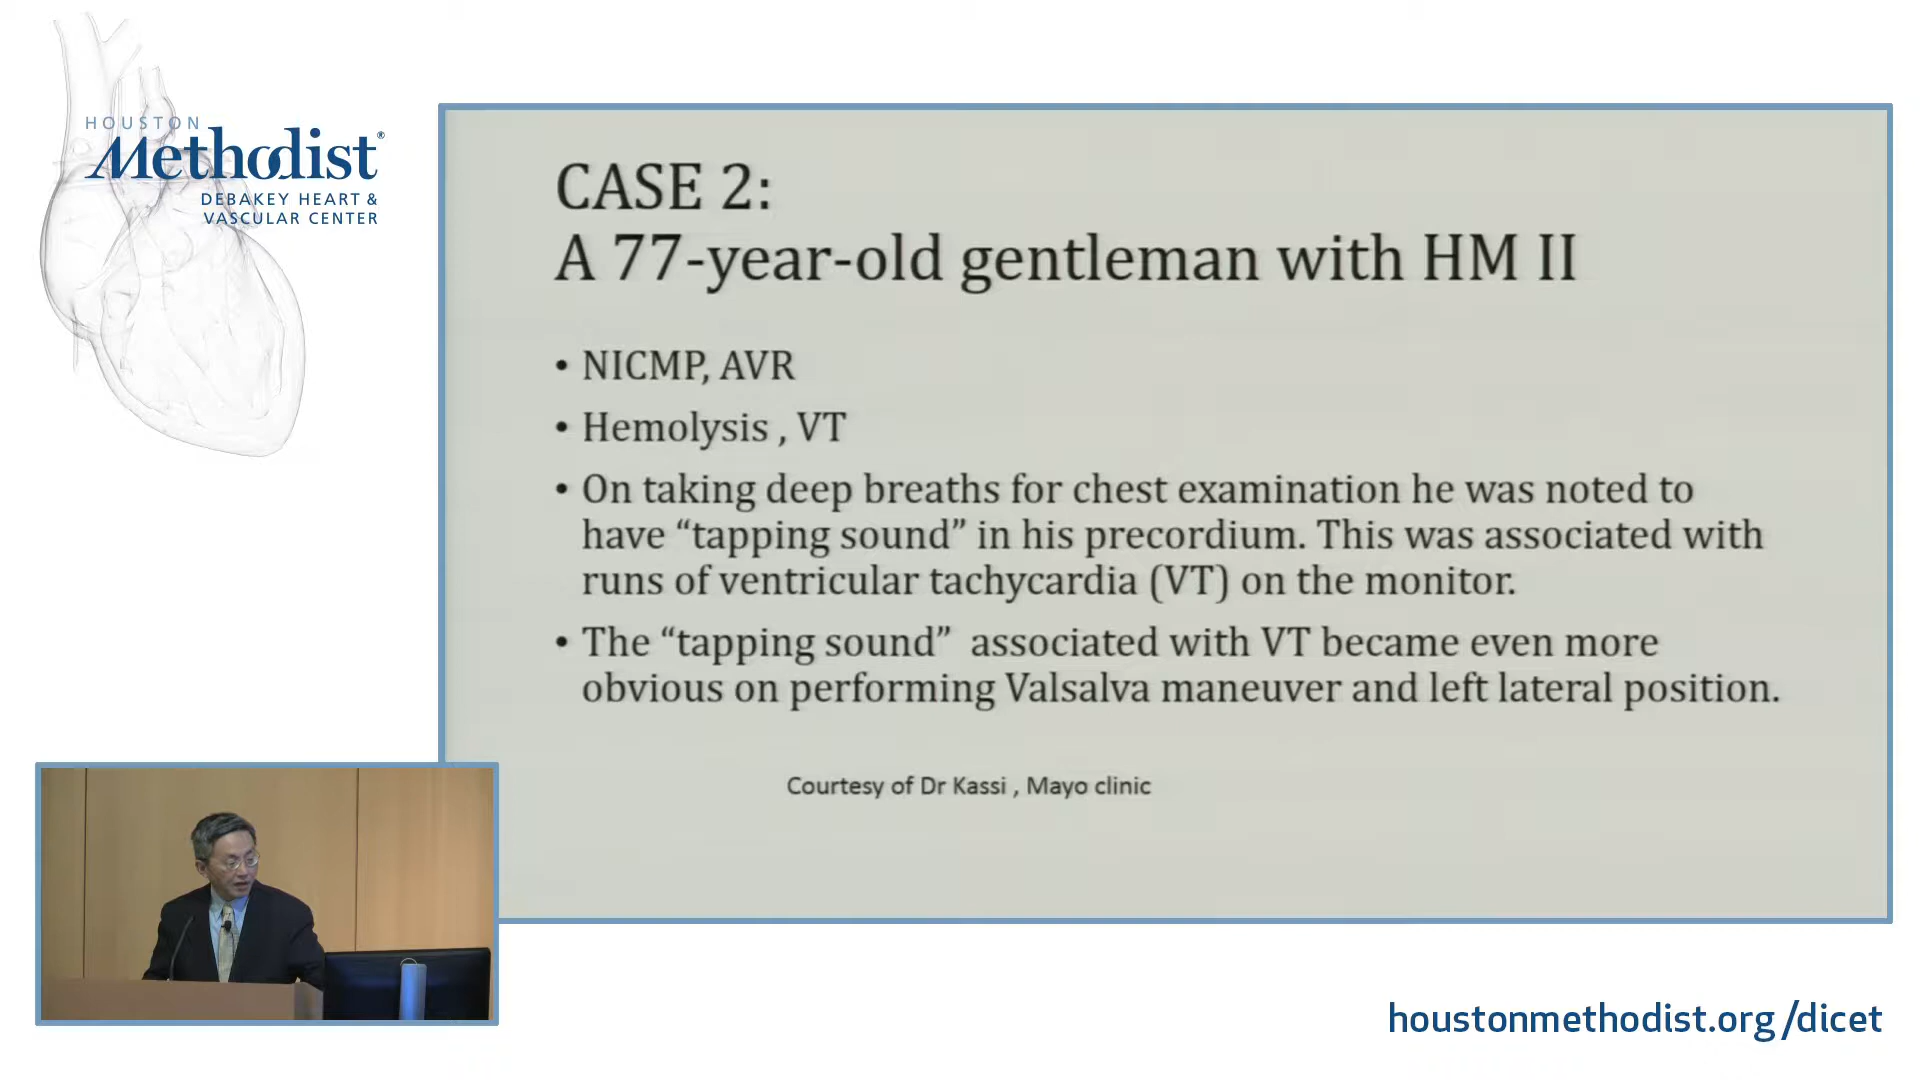 HOUSTON
Methodist®
DEBAKEY HEART &
VASCULAR CENTER
CASE 2:
A 77-year-old gentleman with HM II
• NICMP, AVR
• Hemolysis , VT
• On taking deep breaths for chest examination he was noted to
have “tapping sound” in his precordium. This was associated with
runs of ventricular tachycardia (VT) on the monitor.
• The “tapping sound”  associated with VT became even more
obvious on performing Valsalva maneuver and left lateral position.
Courtesy of Dr Kassi , Mayo clinic
houstonmethodist.org/dicet